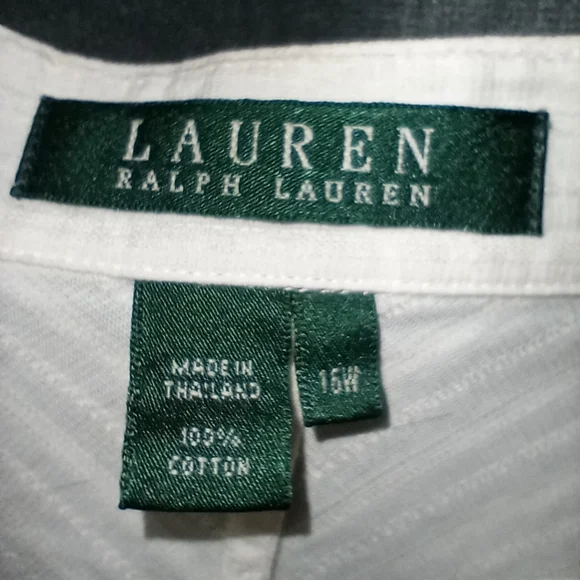 LAUREN
RALPH LAUREN
MADE IN
THAILAND
100%
COTTON
16W